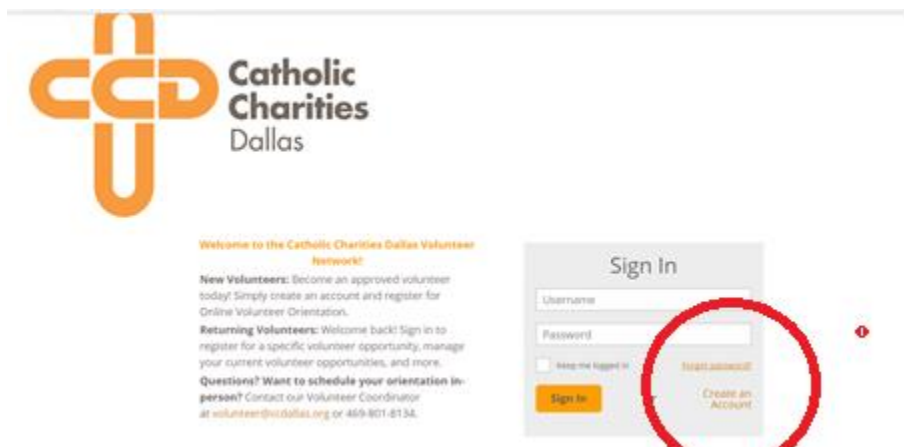 CCD
Catholic
Charities
Dallas
Welcome to the Catholic Charities Dallas Volunteer
Network!
New Volunteers: Become an approved volunteer
today! Simply create an account and register for
Online Volunteer Orientation.
Returning Volunteers: Welcome back! Sign in to
register for a specific volunteer opportunity, manage
your current volunteer opportunities, and more.
Questions? Want to schedule your orientation in-
person? Contact our Volunteer Coordinator
at volunteer@ccdallas.org or 469-801-8134.
Sign In
Username
Password
Keep me logged in
Forgot password?
Sign In
Create an
Account